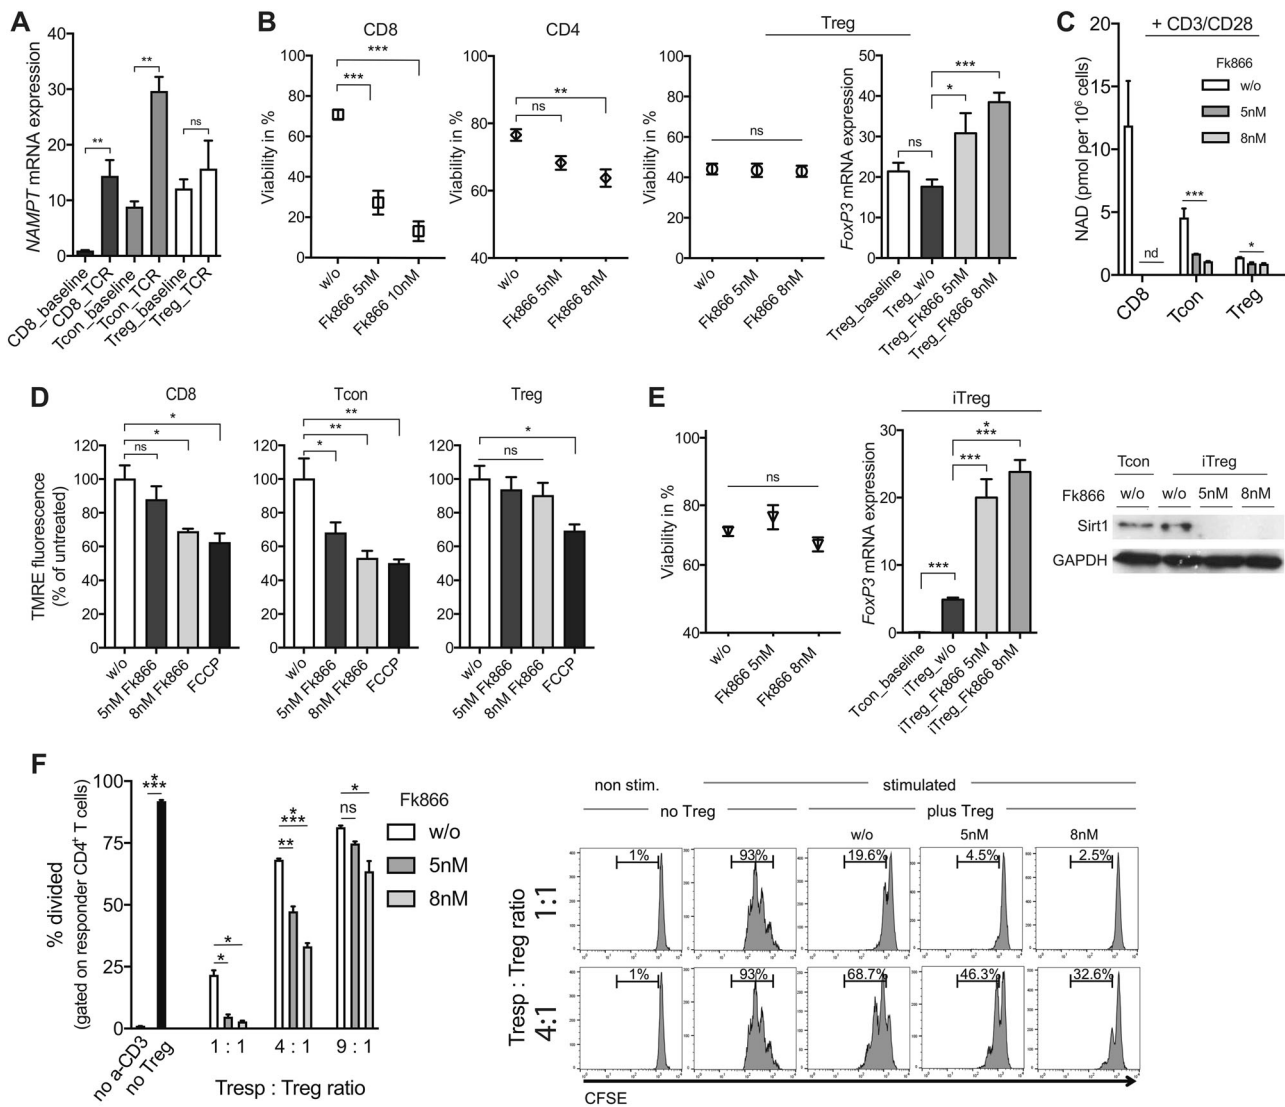 A
NAMPT mRNA expression
40
30
20
10
0
**
**
ns
CD8_baseline
CD8_TCR
Tcon_baseline
Tcon_TCR
Treg_baseline
Treg_TCR
B
CD8
Viability in %
100
80
60
40
20
0
***
***
w/o
Fk866 5nM
Fk866 10nM
CD4
Viability in %
100
80
60
40
**
ns
w/o
Fk866 5nM
Fk866 8nM
Treg
Viability in %
100
80
60
40
20
0
ns
w/o
Fk866 5nM
Fk866 8nM
FoxP3 mRNA expression
50
40
30
20
10
0
***
*
ns
Treg_baseline
Treg_w/o
Treg_Fk866 5nM
Treg_Fk866 8nM
C
+ CD3/CD28
NAD (pmol per 10⁶ cells)
20
15
10
5
0
Fk866
w/o
5nM
8nM
nd
***
*
CD8
Tcon
Treg
D
TMRE fluorescence
(% of untreated)
CD8
120
100
80
60
40
20
0
*
*
ns
w/o
5nM Fk866
8nM Fk866
FCCP
Tcon
120
100
80
60
40
20
0
**
**
*
w/o
5nM Fk866
8nM Fk866
FCCP
Treg
120
100
80
60
40
20
0
*
ns
w/o
5nM Fk866
8nM Fk866
FCCP
E
iTreg
Viability in %
100
80
60
40
ns
w/o
Fk866 5nM
Fk866 8nM
FoxP3 mRNA expression
30
20
10
0
*
***
***
***
Tcon_baseline
iTreg_w/o
iTreg_Fk866 5nM
iTreg_Fk866 8nM
Tcon iTreg
Fk866 w/o w/o 5nM 8nM
Sirt1
GAPDH
F
% divided
(gated on responder CD4⁺ T cells)
100
75
50
25
0
*
***
*
*
*
***
**
*
ns
Fk866
w/o
5nM
8nM
no a-CD3
no Treg
1 : 1 4 : 1 9 : 1
Tresp : Treg ratio
non stim. stimulated
no Treg plus Treg
w/o 5nM 8nM
Tresp : Treg ratio
1:1
1% 93% 19.6% 4.5% 2.5%
4:1
1% 93% 68.7% 46.3% 32.6%
CFSE